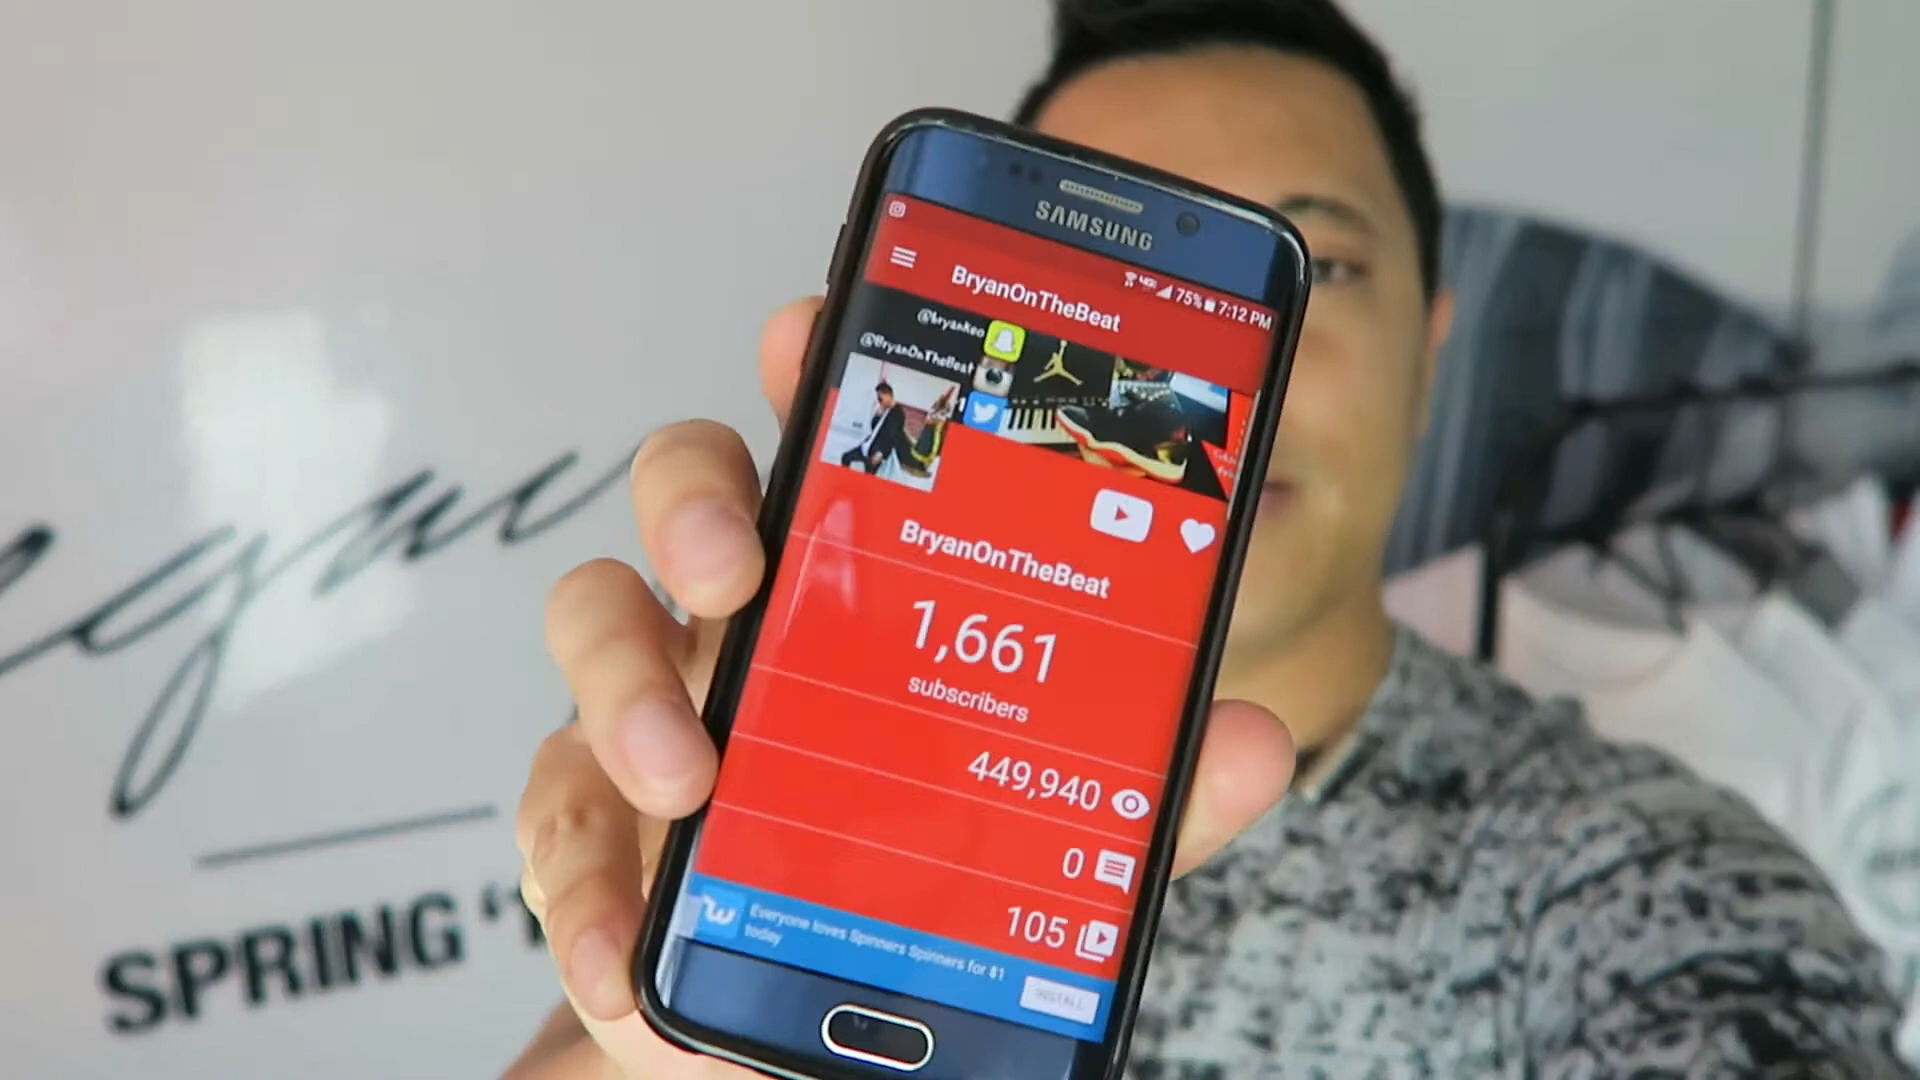 SAMSUNG
75% 7:12 PM
BryanOnTheBeat
@bryankeo
@BryanOnTheBeat
BryanOnTheBeat
1,661
subscribers
449,940
0
105
Everyone loves Spinners Spinners for $1
today
INSTALL
SPRING